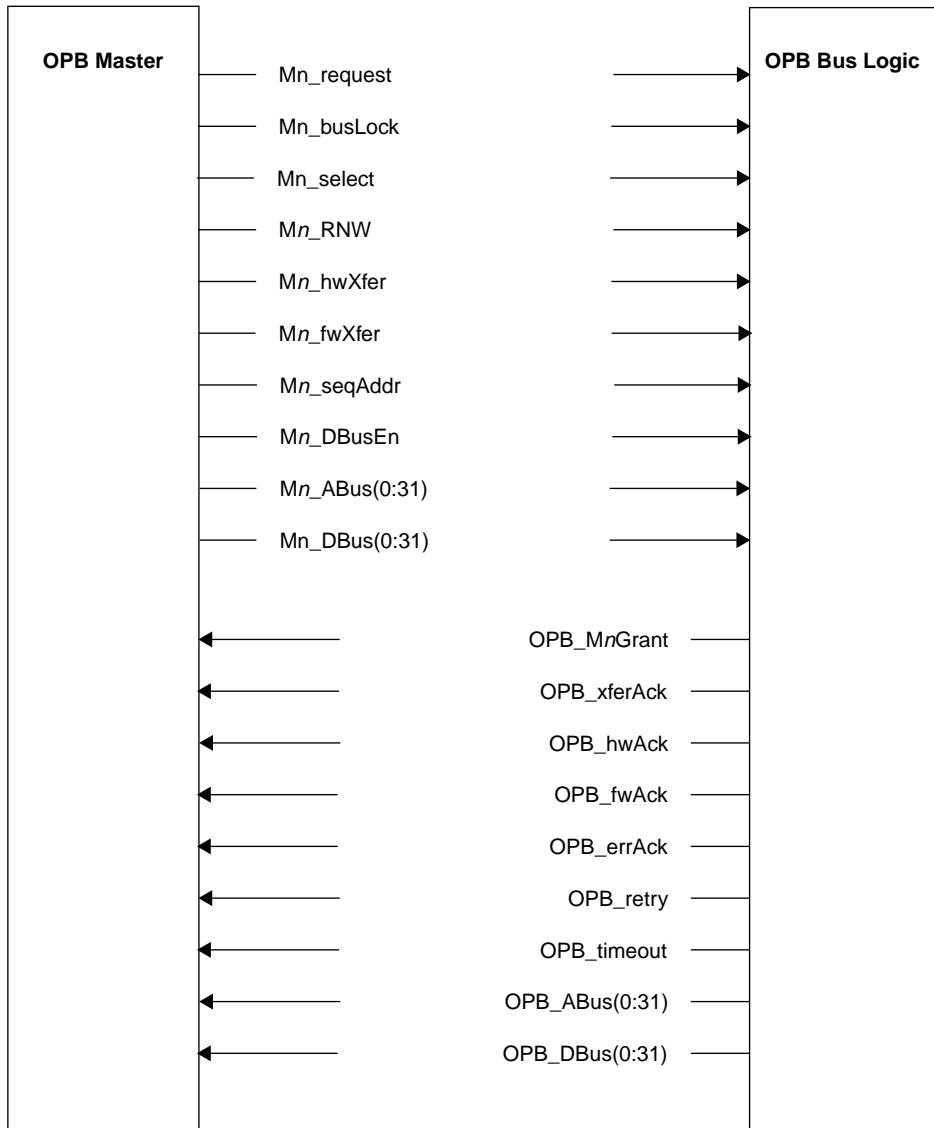 OPB Master
OPB Bus Logic
Mn_request
Mn_busLock
Mn_select
Mn_RNW
Mn_hwXfer
Mn_fwXfer
Mn_seqAddr
Mn_DBusEn
Mn_ABus(0:31)
Mn_DBus(0:31)
OPB_MnGrant
OPB_xferAck
OPB_hwAck
OPB_fwAck
OPB_errAck
OPB_retry
OPB_timeout
OPB_ABus(0:31)
OPB_DBus(0:31)